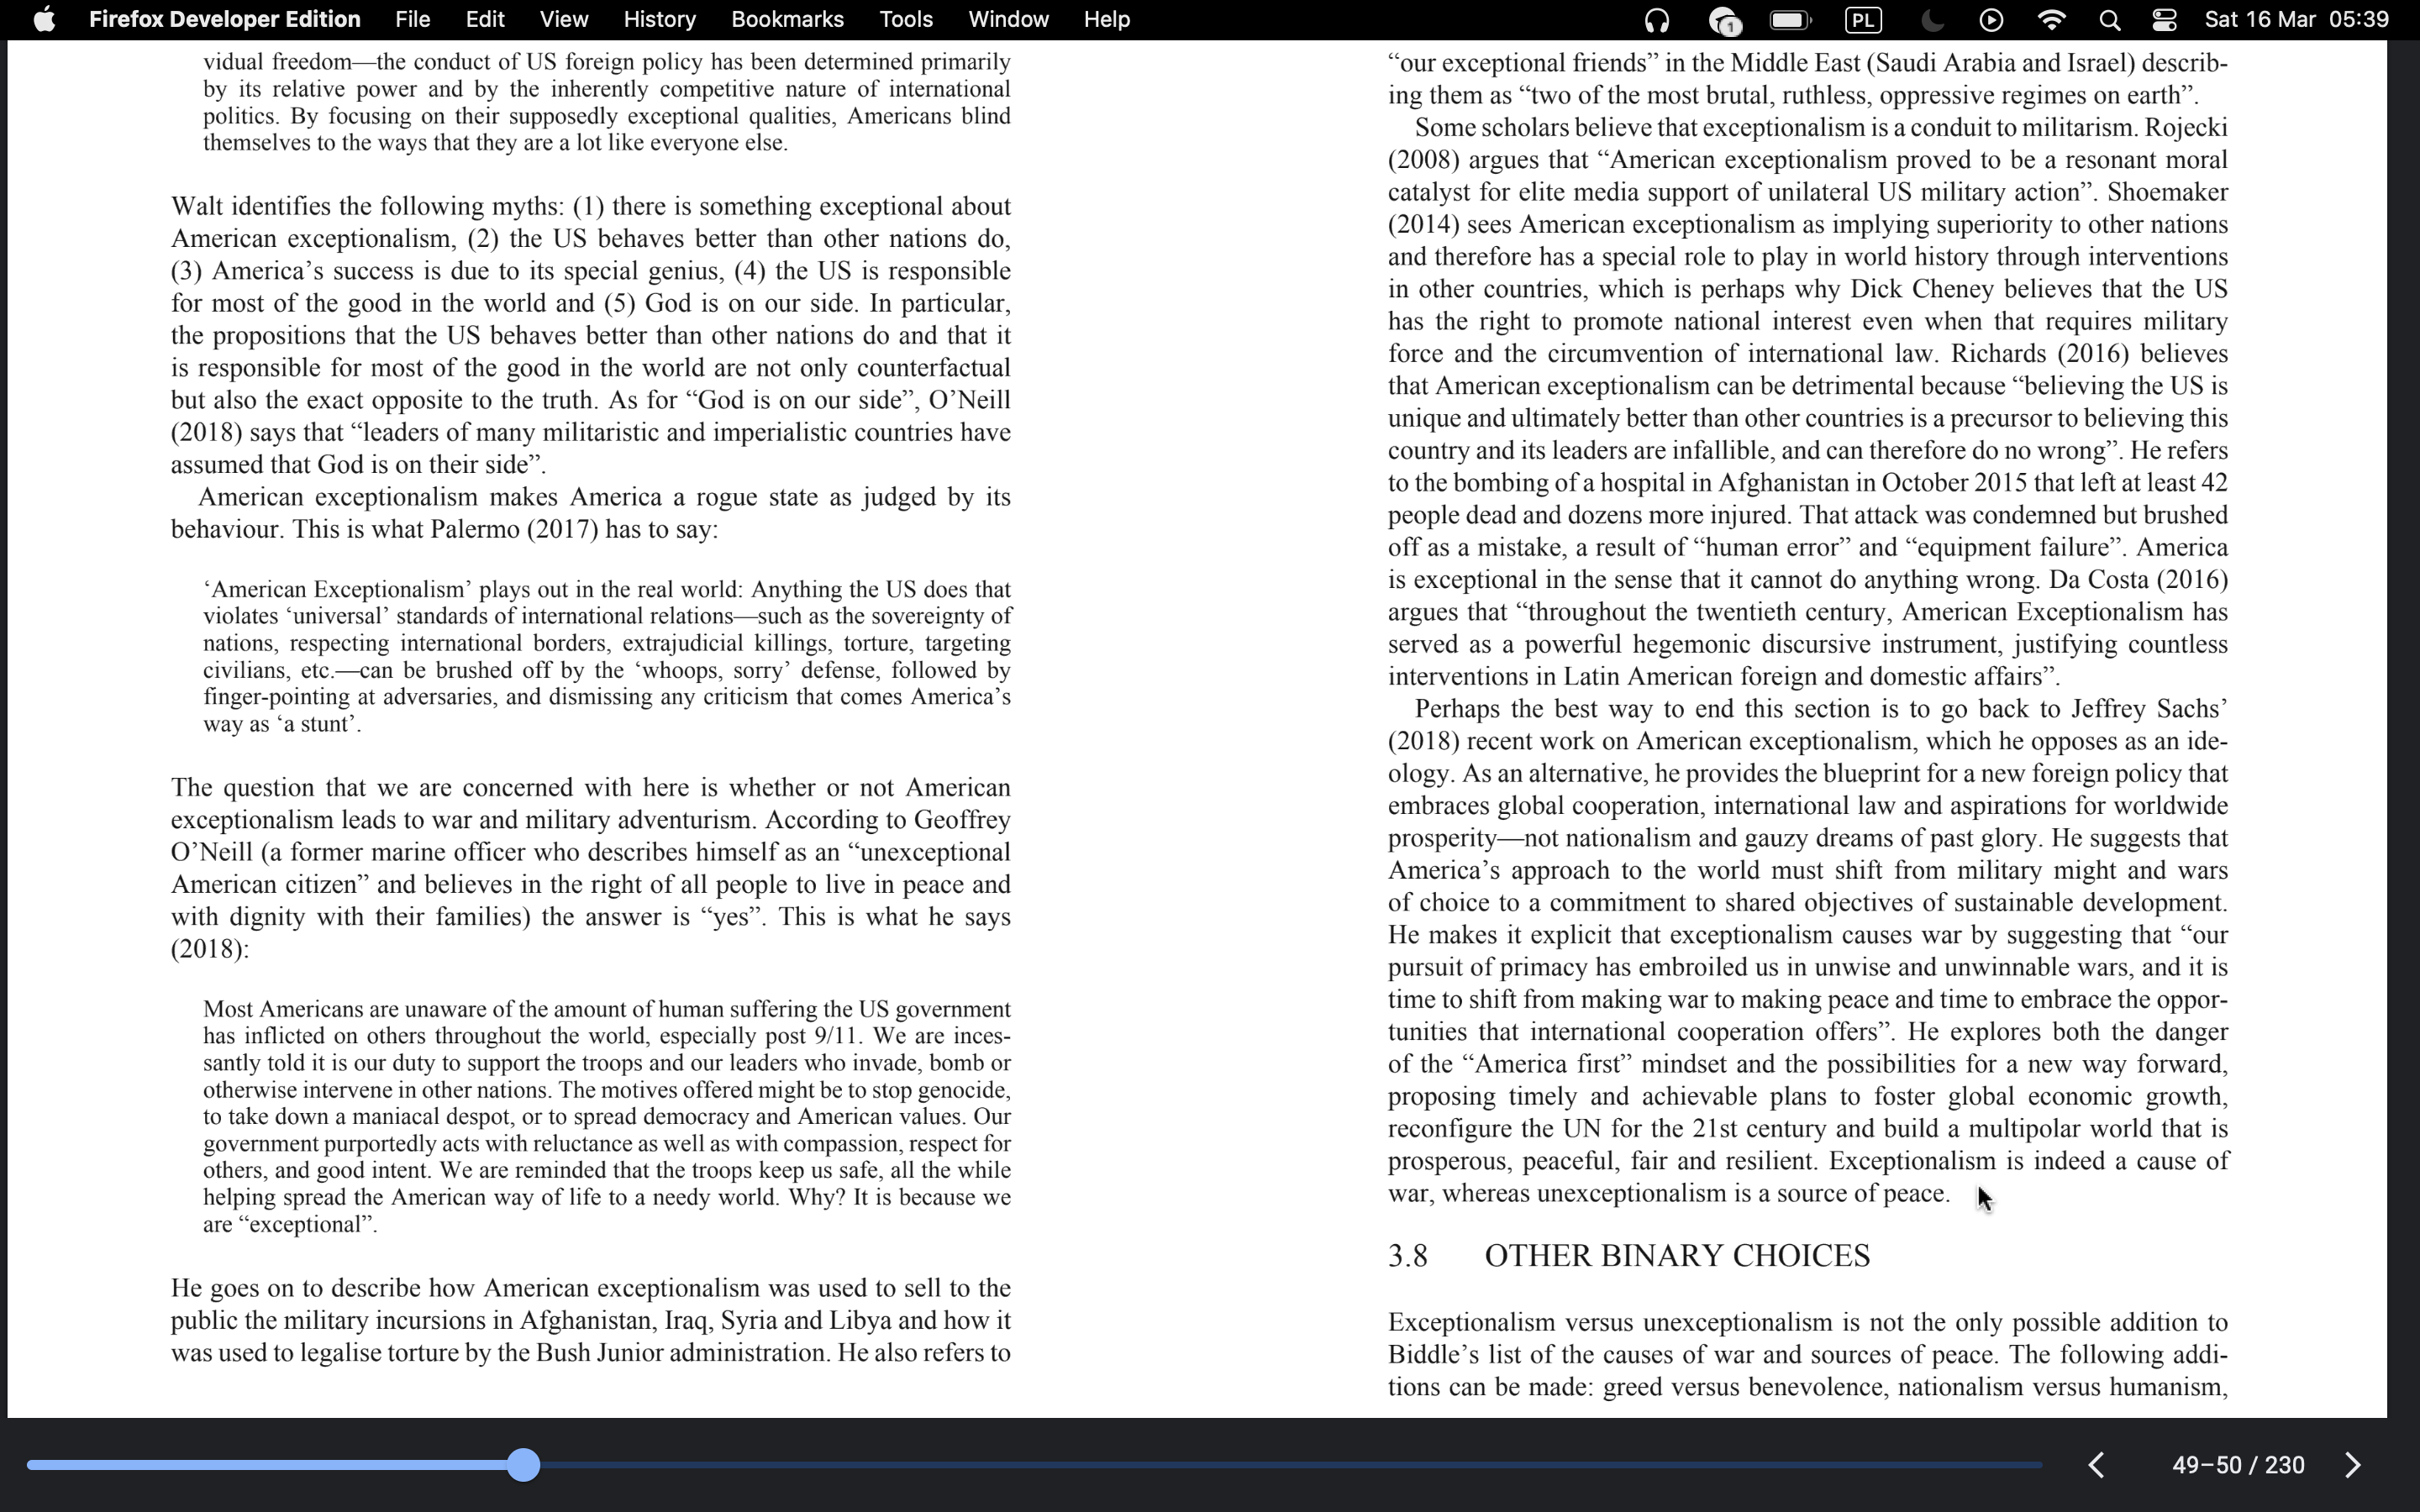 Firefox Developer Edition File Edit View History Bookmarks Tools Window Help 1 PL Sat 16 Mar 05:39
vidual freedom—the conduct of US foreign policy has been determined primarily
by its relative power and by the inherently competitive nature of international
politics. By focusing on their supposedly exceptional qualities, Americans blind
themselves to the ways that they are a lot like everyone else.
Walt identifies the following myths: (1) there is something exceptional about
American exceptionalism, (2) the US behaves better than other nations do,
(3) America’s success is due to its special genius, (4) the US is responsible
for most of the good in the world and (5) God is on our side. In particular,
the propositions that the US behaves better than other nations do and that it
is responsible for most of the good in the world are not only counterfactual
but also the exact opposite to the truth. As for “God is on our side”, O’Neill
(2018) says that “leaders of many militaristic and imperialistic countries have
assumed that God is on their side”.
American exceptionalism makes America a rogue state as judged by its
behaviour. This is what Palermo (2017) has to say:
‘American Exceptionalism’ plays out in the real world: Anything the US does that
violates ‘universal’ standards of international relations—such as the sovereignty of
nations, respecting international borders, extrajudicial killings, torture, targeting
civilians, etc.—can be brushed off by the ‘whoops, sorry’ defense, followed by
finger-pointing at adversaries, and dismissing any criticism that comes America’s
way as ‘a stunt’.
The question that we are concerned with here is whether or not American
exceptionalism leads to war and military adventurism. According to Geoffrey
O’Neill (a former marine officer who describes himself as an “unexceptional
American citizen” and believes in the right of all people to live in peace and
with dignity with their families) the answer is “yes”. This is what he says
(2018):
Most Americans are unaware of the amount of human suffering the US government
has inflicted on others throughout the world, especially post 9/11. We are inces-
santly told it is our duty to support the troops and our leaders who invade, bomb or
otherwise intervene in other nations. The motives offered might be to stop genocide,
to take down a maniacal despot, or to spread democracy and American values. Our
government purportedly acts with reluctance as well as with compassion, respect for
others, and good intent. We are reminded that the troops keep us safe, all the while
helping spread the American way of life to a needy world. Why? It is because we
are “exceptional”.
He goes on to describe how American exceptionalism was used to sell to the
public the military incursions in Afghanistan, Iraq, Syria and Libya and how it
was used to legalise torture by the Bush Junior administration. He also refers to
“our exceptional friends” in the Middle East (Saudi Arabia and Israel) describ-
ing them as “two of the most brutal, ruthless, oppressive regimes on earth”.
Some scholars believe that exceptionalism is a conduit to militarism. Rojecki
(2008) argues that “American exceptionalism proved to be a resonant moral
catalyst for elite media support of unilateral US military action”. Shoemaker
(2014) sees American exceptionalism as implying superiority to other nations
and therefore has a special role to play in world history through interventions
in other countries, which is perhaps why Dick Cheney believes that the US
has the right to promote national interest even when that requires military
force and the circumvention of international law. Richards (2016) believes
that American exceptionalism can be detrimental because “believing the US is
unique and ultimately better than other countries is a precursor to believing this
country and its leaders are infallible, and can therefore do no wrong”. He refers
to the bombing of a hospital in Afghanistan in October 2015 that left at least 42
people dead and dozens more injured. That attack was condemned but brushed
off as a mistake, a result of “human error” and “equipment failure”. America
is exceptional in the sense that it cannot do anything wrong. Da Costa (2016)
argues that “throughout the twentieth century, American Exceptionalism has
served as a powerful hegemonic discursive instrument, justifying countless
interventions in Latin American foreign and domestic affairs”.
Perhaps the best way to end this section is to go back to Jeffrey Sachs’
(2018) recent work on American exceptionalism, which he opposes as an ide-
ology. As an alternative, he provides the blueprint for a new foreign policy that
embraces global cooperation, international law and aspirations for worldwide
prosperity—not nationalism and gauzy dreams of past glory. He suggests that
America’s approach to the world must shift from military might and wars
of choice to a commitment to shared objectives of sustainable development.
He makes it explicit that exceptionalism causes war by suggesting that “our
pursuit of primacy has embroiled us in unwise and unwinnable wars, and it is
time to shift from making war to making peace and time to embrace the oppor-
tunities that international cooperation offers”. He explores both the danger
of the “America first” mindset and the possibilities for a new way forward,
proposing timely and achievable plans to foster global economic growth,
reconfigure the UN for the 21st century and build a multipolar world that is
prosperous, peaceful, fair and resilient. Exceptionalism is indeed a cause of
war, whereas unexceptionalism is a source of peace.
3.8 OTHER BINARY CHOICES
Exceptionalism versus unexceptionalism is not the only possible addition to
Biddle’s list of the causes of war and sources of peace. The following addi-
tions can be made: greed versus benevolence, nationalism versus humanism,
49–50 / 230